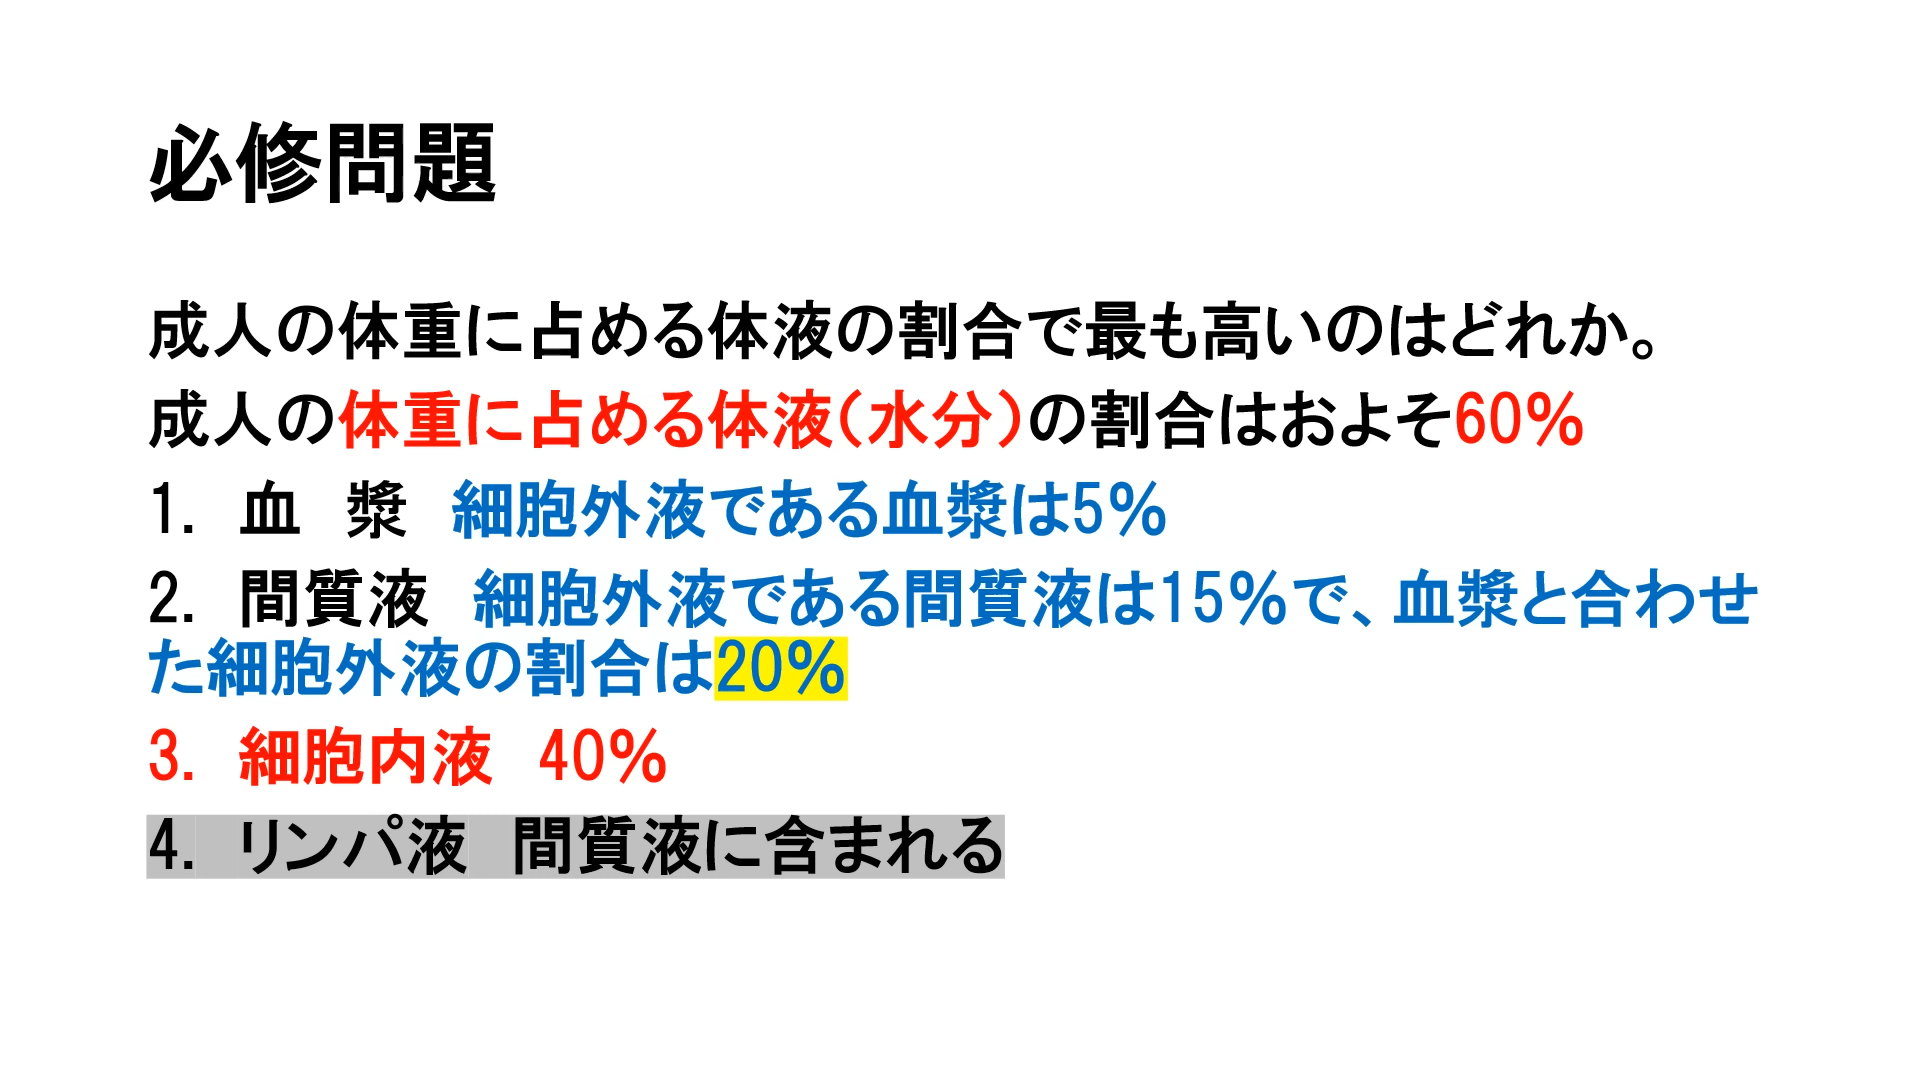 必修問題
成人の体重に占める体液の割合で最も高いのはどれか。
成人の体重に占める体液（水分）の割合はおよそ60％
1.　血　漿　細胞外液である血漿は5％
2.　間質液　細胞外液である間質液は15％で、血漿と合わせ
た細胞外液の割合は20％
3.　細胞内液　40％
4.　リンパ液　間質液に含まれる